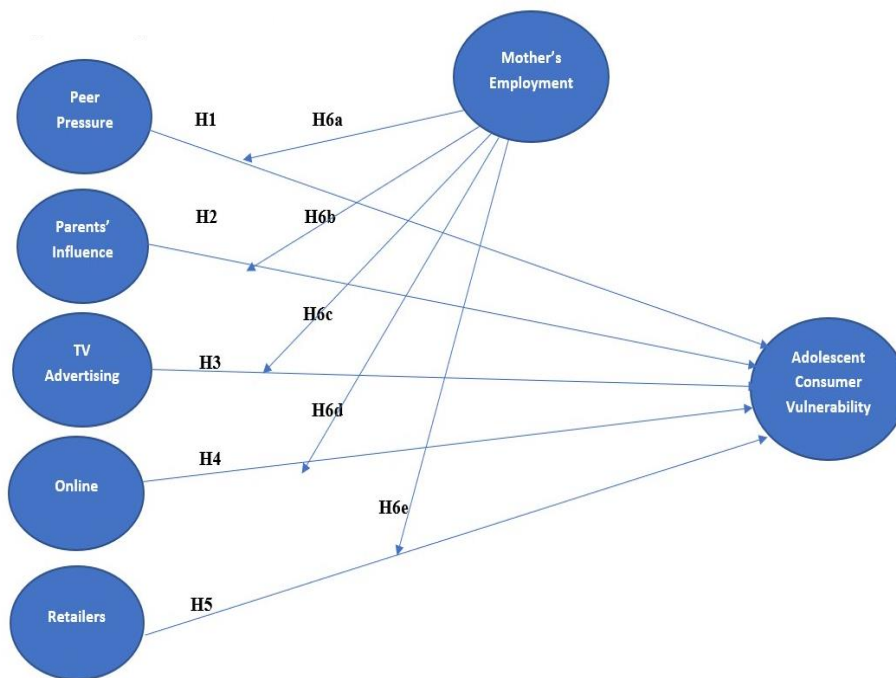 Mother's
Employment
Peer
Pressure
H1
H6a
Parents'
Influence
H2
H6b
TV
Advertising
H3
H6c
Adolescent
Consumer
Vulnerability
Online
H4
H6d
Retailers
H5
H6e